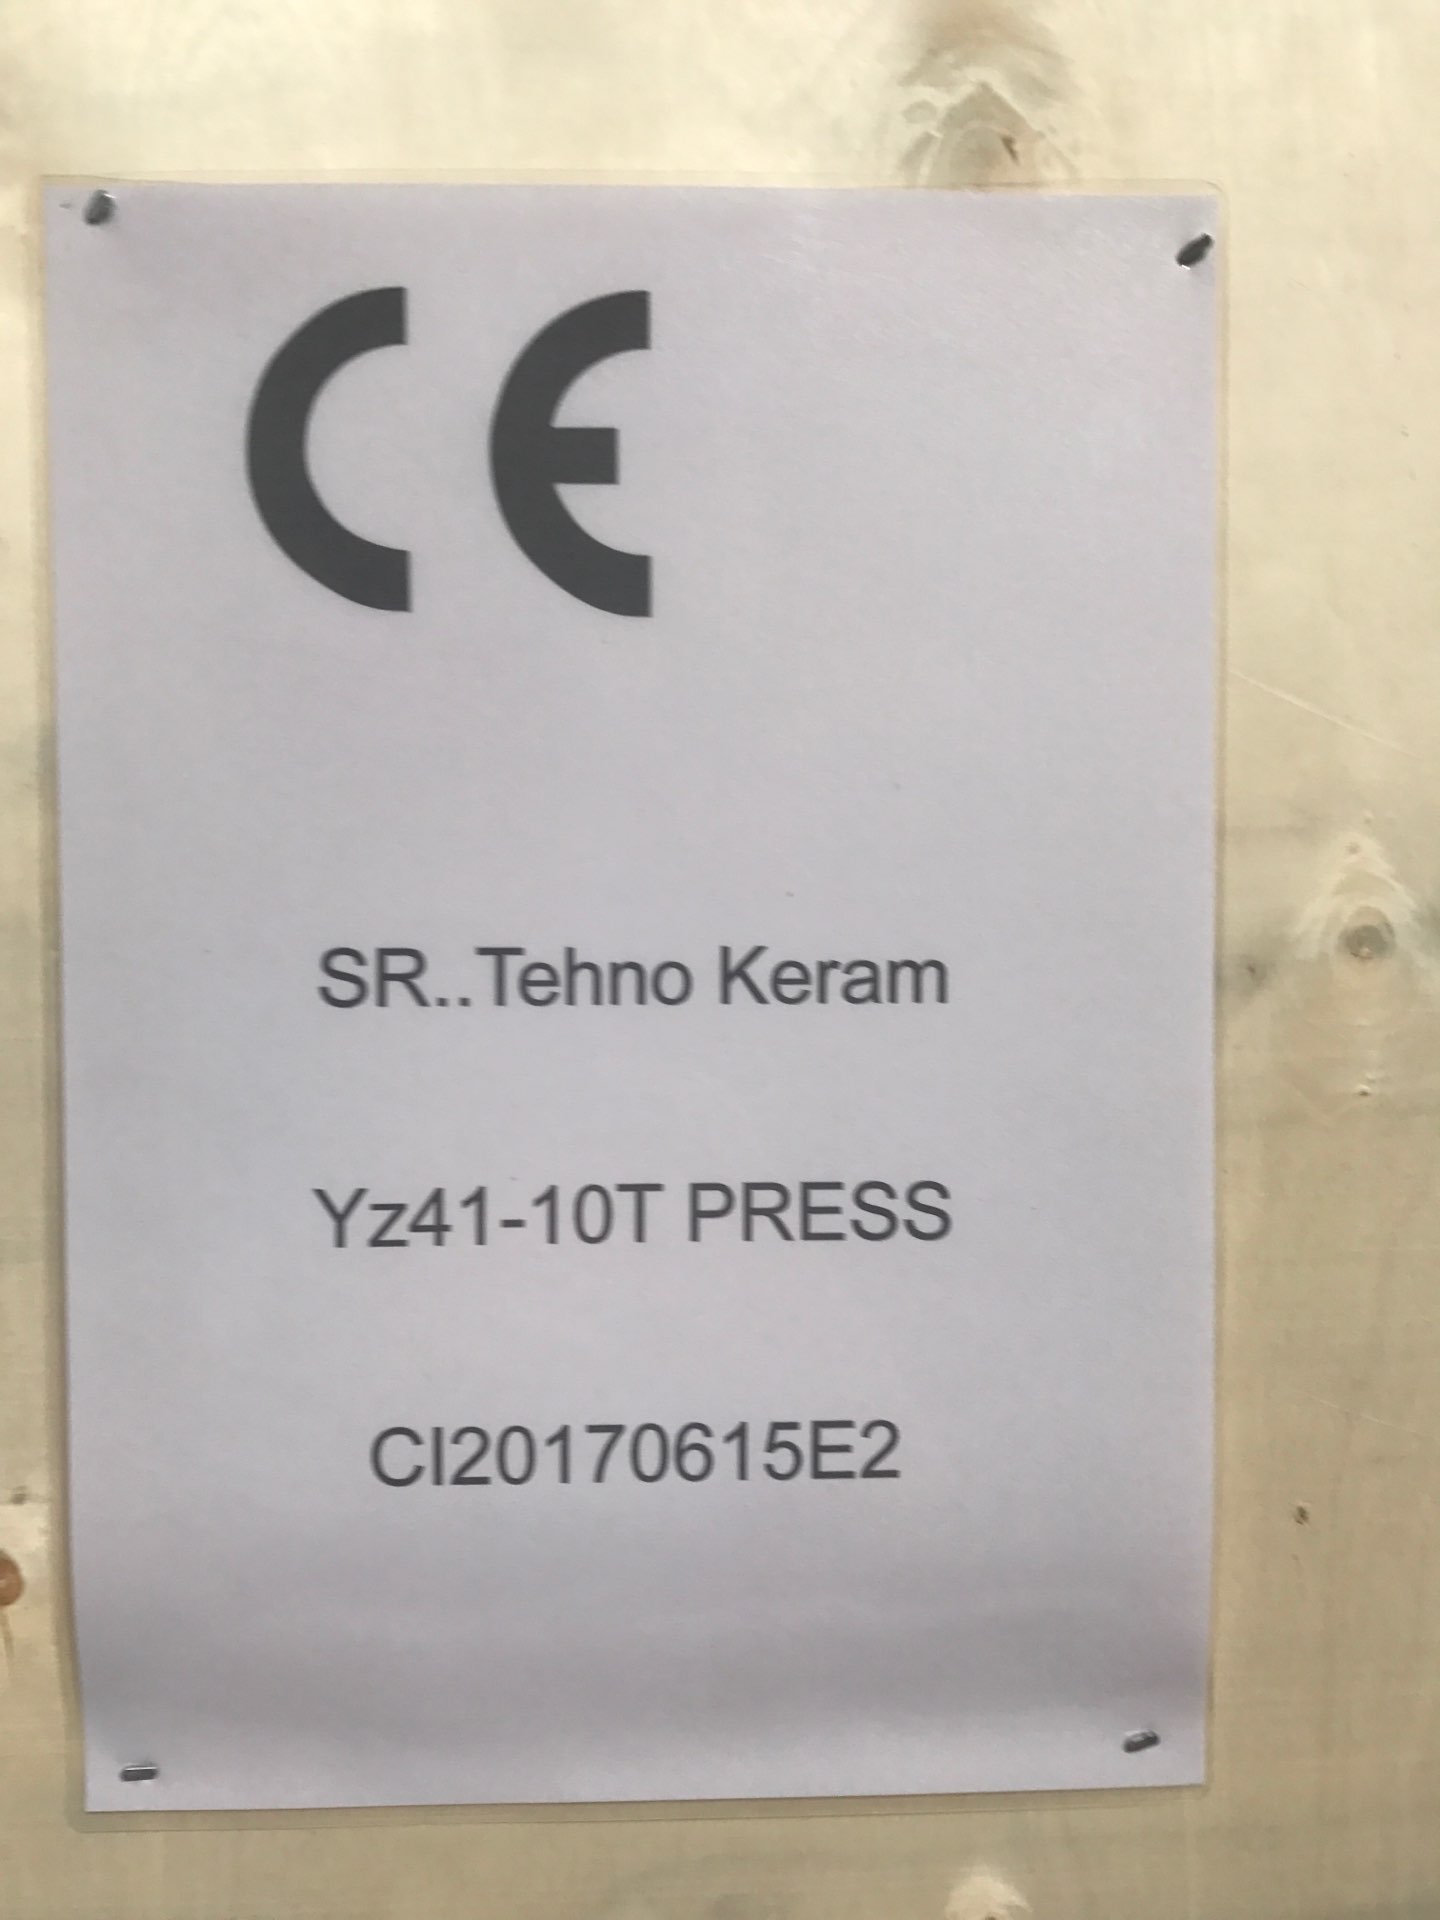 CE
SR..Tehno Keram
Yz41-10T PRESS
CI20170615E2